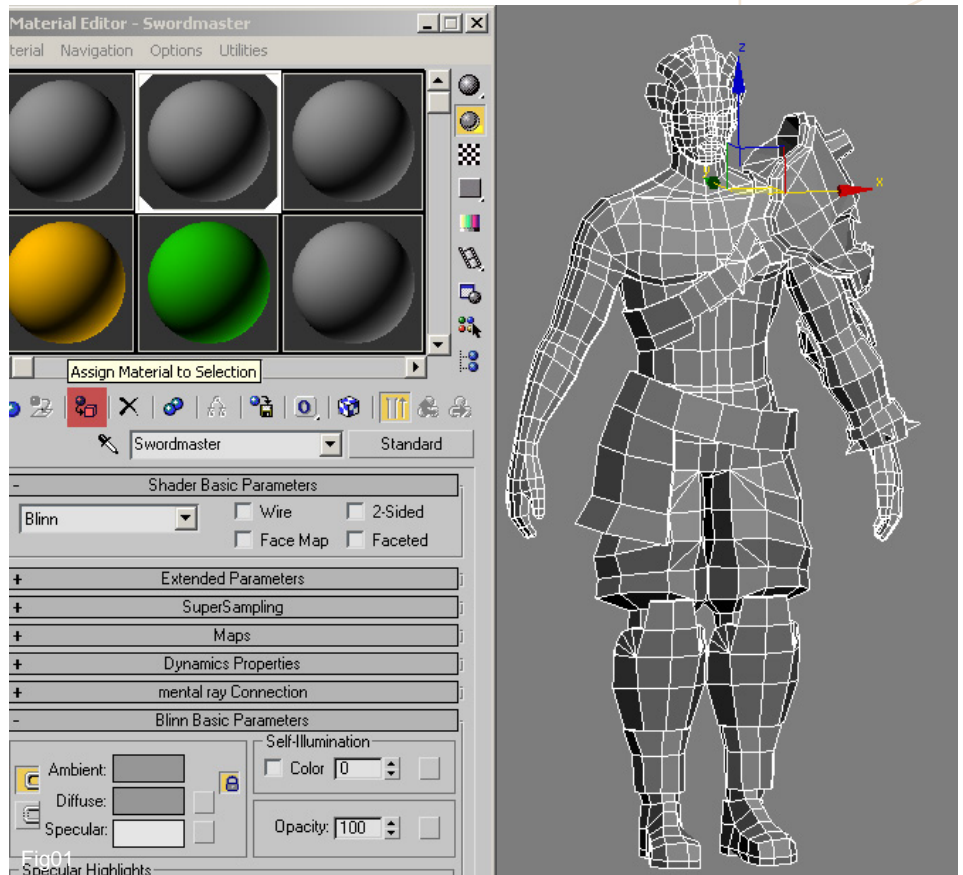 Material Editor - Swordmaster
terial Navigation Options Utilities
Assign Material to Selection
Swordmaster
Standard
- Shader Basic Parameters
Blinn
Wire 2-Sided
Face Map Faceted
+ Extended Parameters
+ SuperSampling
+ Maps
+ Dynamics Properties
+ mental ray Connection
- Blinn Basic Parameters
Self-Illumination
Ambient:
Color 0
Diffuse:
Specular:
Opacity: 100
Fig01
Specular Highlights
z
y
x